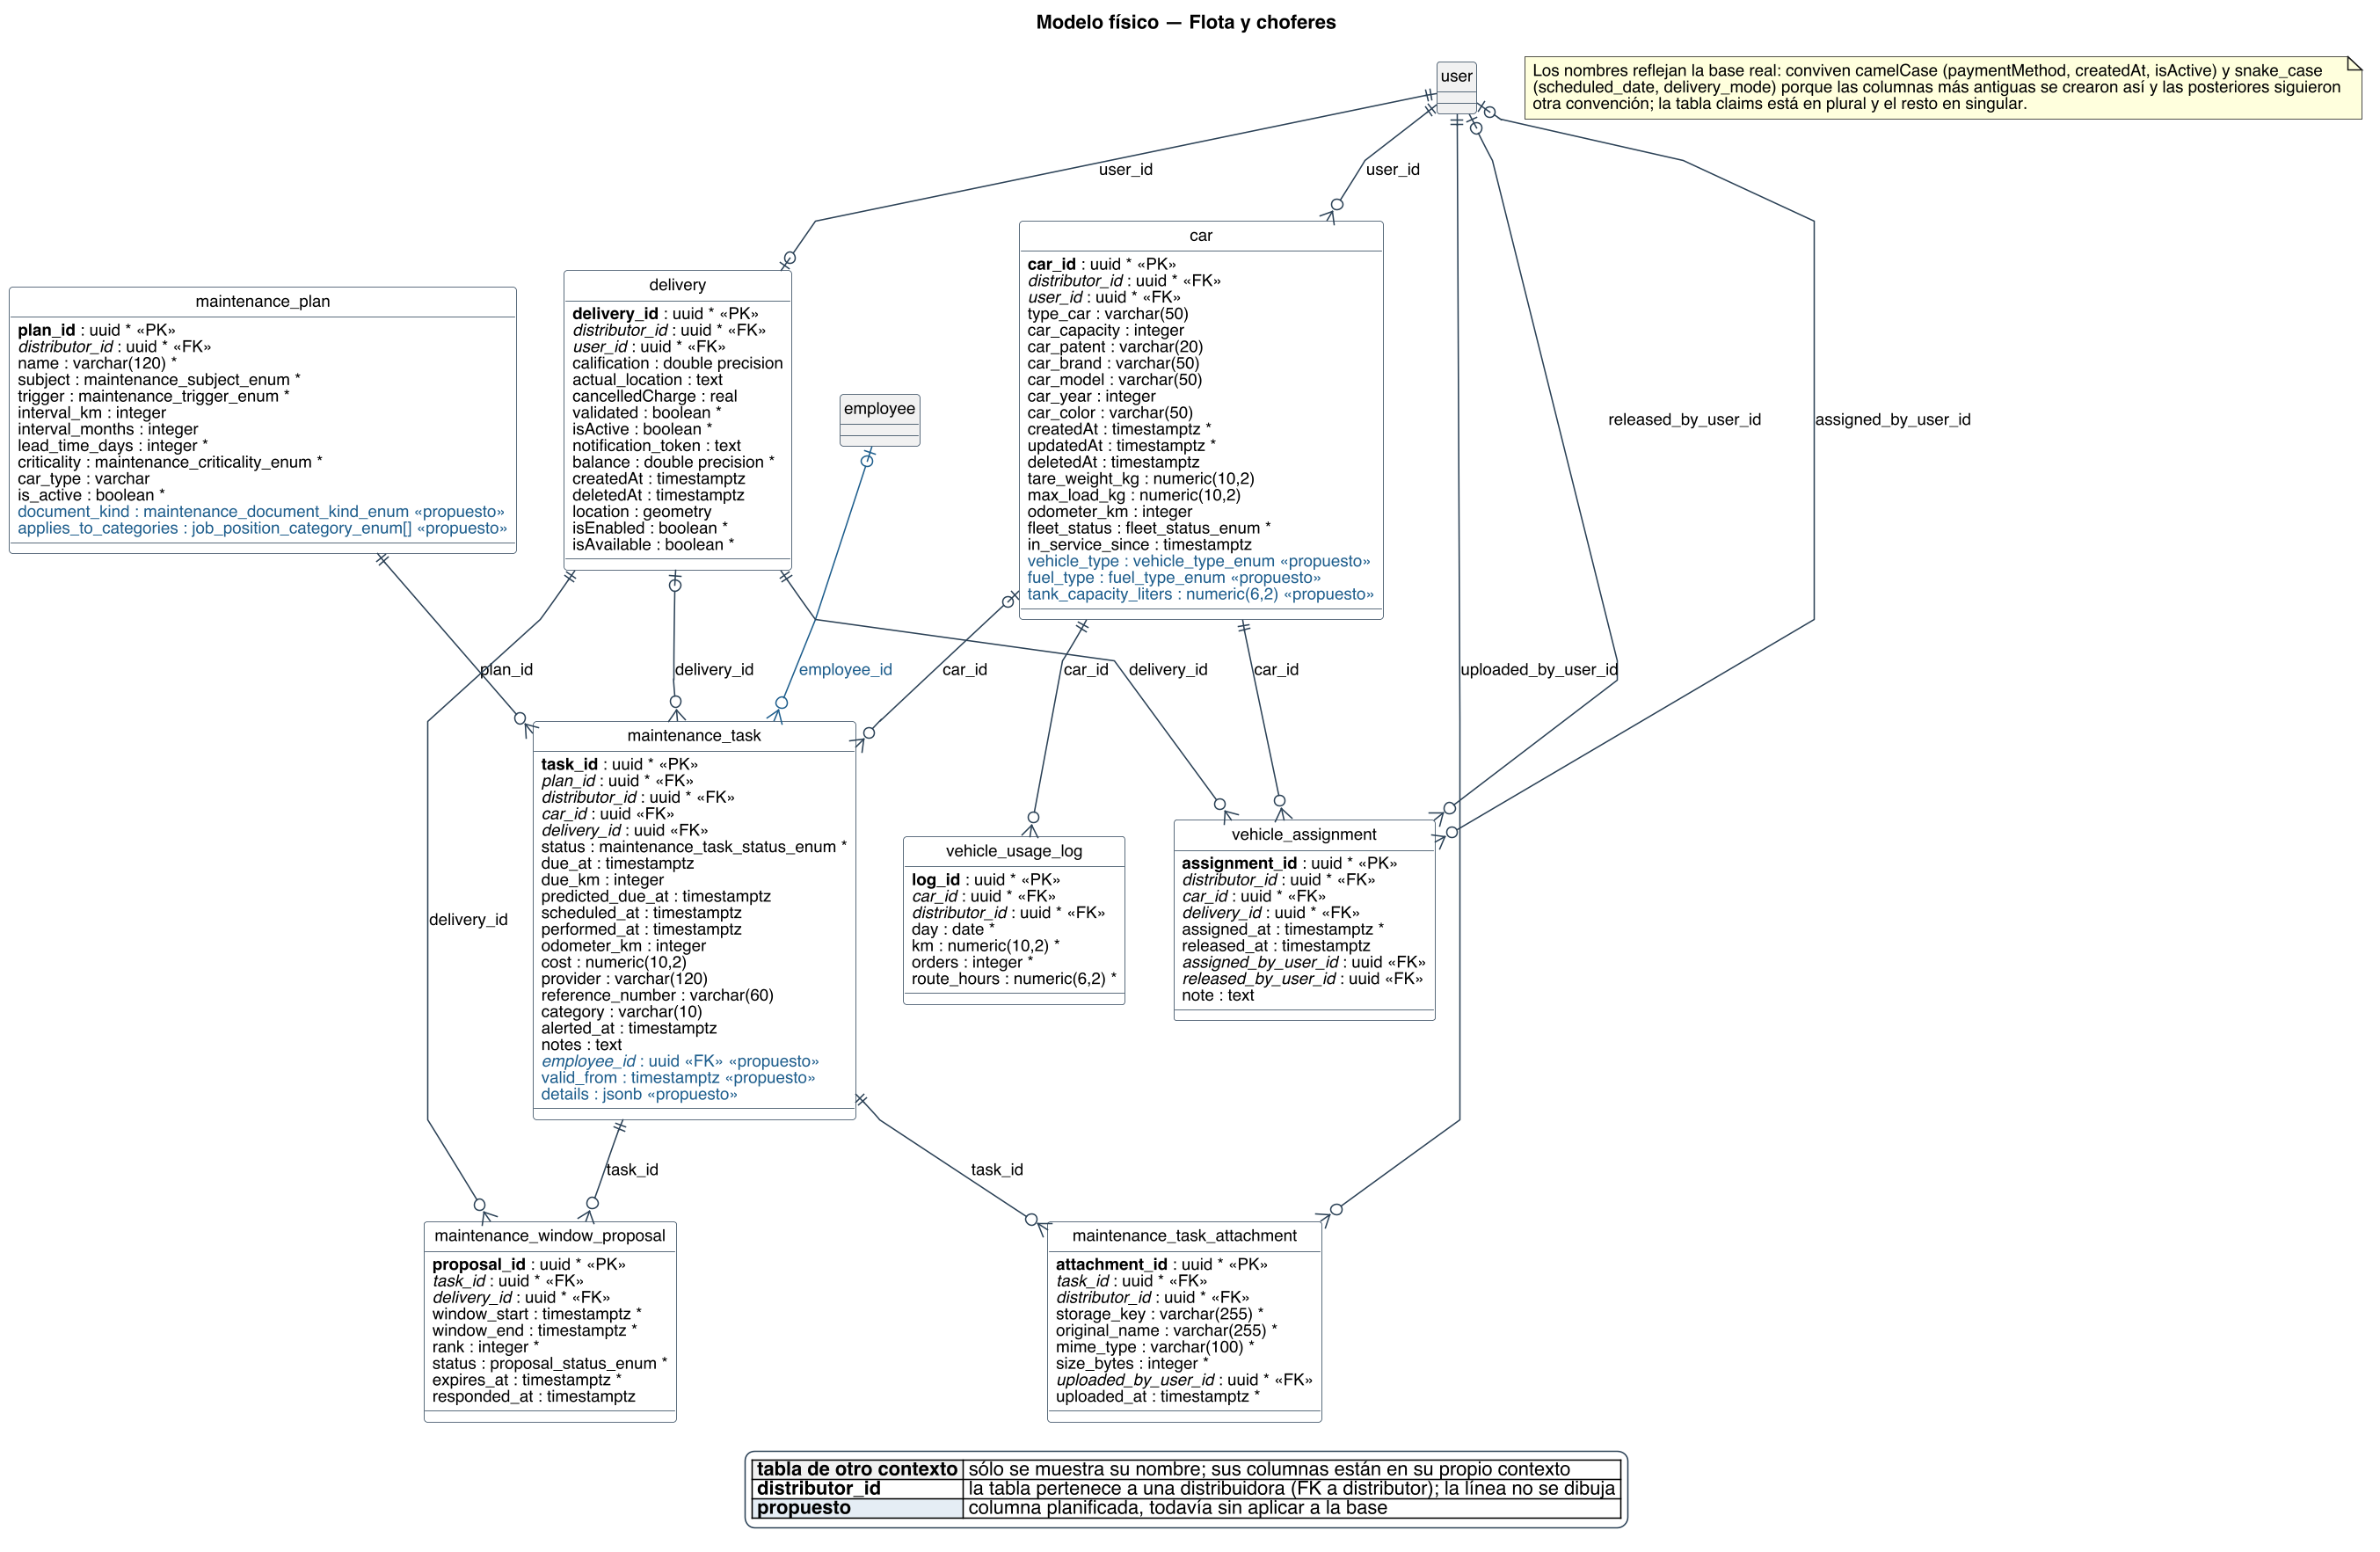 Modelo físico — Flota y choferes
user
Los nombres reflejan la base real: conviven camelCase (paymentMethod, createdAt, isActive) y snake_case
(scheduled_date, delivery_mode) porque las columnas más antiguas se crearon así y las posteriores siguieron
otra convención; la tabla claims está en plural y el resto en singular.
user_id
user_id
released_by_user_id
assigned_by_user_id
maintenance_plan
plan_id : uuid * «PK»
distributor_id : uuid * «FK»
name : varchar(120) *
subject : maintenance_subject_enum *
trigger : maintenance_trigger_enum *
interval_km : integer
interval_months : integer
lead_time_days : integer *
criticality : maintenance_criticality_enum *
car_type : varchar
is_active : boolean *
document_kind : maintenance_document_kind_enum «propuesto»
applies_to_categories : job_position_category_enum[] «propuesto»
delivery
delivery_id : uuid * «PK»
distributor_id : uuid * «FK»
user_id : uuid * «FK»
calification : double precision
actual_location : text
cancelledCharge : real
validated : boolean *
isActive : boolean *
notification_token : text
balance : double precision *
createdAt : timestamptz
deletedAt : timestamptz
location : geometry
isEnabled : boolean *
isAvailable : boolean *
employee
car
car_id : uuid * «PK»
distributor_id : uuid * «FK»
user_id : uuid * «FK»
type_car : varchar(50)
car_capacity : integer
car_patent : varchar(20)
car_brand : varchar(50)
car_model : varchar(50)
car_year : integer
car_color : varchar(50)
createdAt : timestamptz *
updatedAt : timestamptz *
deletedAt : timestamptz
tare_weight_kg : numeric(10,2)
max_load_kg : numeric(10,2)
odometer_km : integer
fleet_status : fleet_status_enum *
in_service_since : timestamptz
vehicle_type : vehicle_type_enum «propuesto»
fuel_type : fuel_type_enum «propuesto»
tank_capacity_liters : numeric(6,2) «propuesto»
plan_id
delivery_id
employee_id
car_id
car_id
delivery_id
car_id
uploaded_by_user_id
maintenance_task
task_id : uuid * «PK»
plan_id : uuid * «FK»
distributor_id : uuid * «FK»
car_id : uuid «FK»
delivery_id : uuid «FK»
status : maintenance_task_status_enum *
due_at : timestamptz
due_km : integer
predicted_due_at : timestamptz
scheduled_at : timestamptz
performed_at : timestamptz
odometer_km : integer
cost : numeric(10,2)
provider : varchar(120)
reference_number : varchar(60)
category : varchar(10)
alerted_at : timestamptz
notes : text
employee_id : uuid «FK» «propuesto»
valid_from : timestamptz «propuesto»
details : jsonb «propuesto»
vehicle_usage_log
log_id : uuid * «PK»
car_id : uuid * «FK»
distributor_id : uuid * «FK»
day : date *
km : numeric(10,2) *
orders : integer *
route_hours : numeric(6,2) *
vehicle_assignment
assignment_id : uuid * «PK»
distributor_id : uuid * «FK»
car_id : uuid * «FK»
delivery_id : uuid * «FK»
assigned_at : timestamptz *
released_at : timestamptz
assigned_by_user_id : uuid «FK»
released_by_user_id : uuid «FK»
note : text
delivery_id
task_id
task_id
maintenance_window_proposal
proposal_id : uuid * «PK»
task_id : uuid * «FK»
delivery_id : uuid * «FK»
window_start : timestamptz *
window_end : timestamptz *
rank : integer *
status : proposal_status_enum *
expires_at : timestamptz *
responded_at : timestamptz
maintenance_task_attachment
attachment_id : uuid * «PK»
task_id : uuid * «FK»
distributor_id : uuid * «FK»
storage_key : varchar(255) *
original_name : varchar(255) *
mime_type : varchar(100) *
size_bytes : integer *
uploaded_by_user_id : uuid * «FK»
uploaded_at : timestamptz *
tabla de otro contexto sólo se muestra su nombre; sus columnas están en su propio contexto
distributor_id la tabla pertenece a una distribuidora (FK a distributor); la línea no se dibuja
propuesto columna planificada, todavía sin aplicar a la base